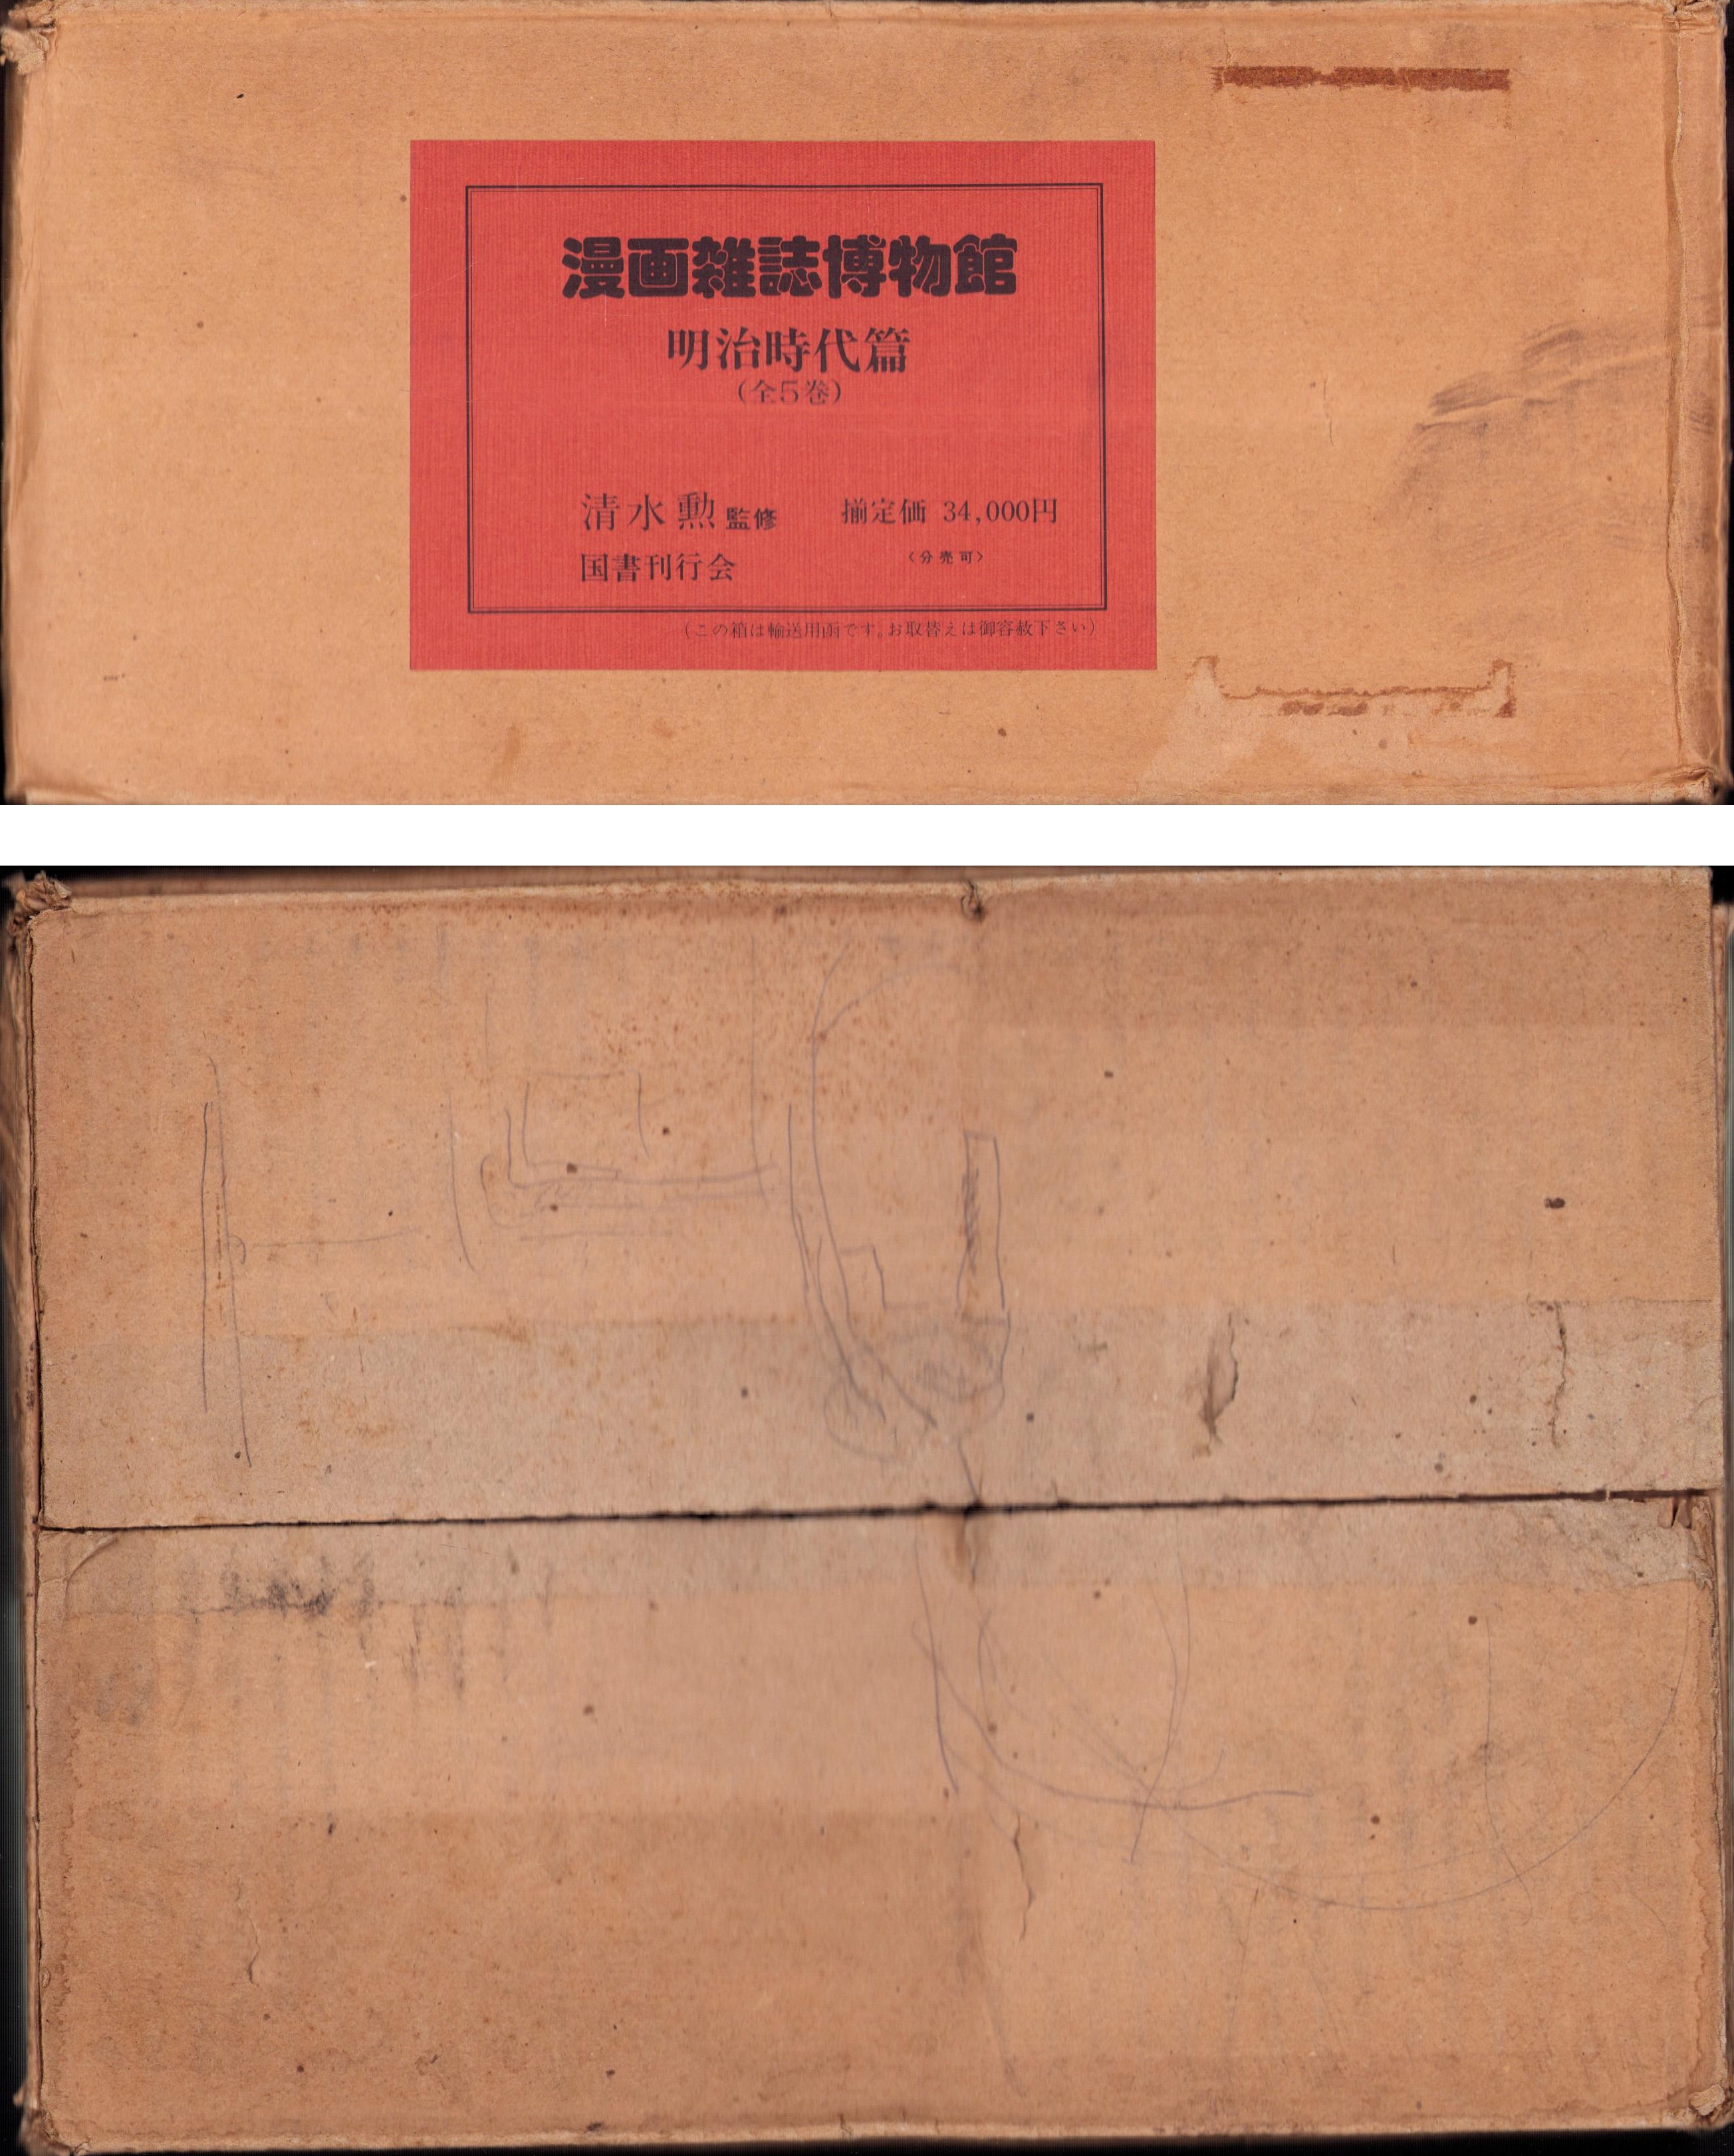 漫画雑誌博物館
明治時代篇
(全5巻)
清水勲 監修
揃定価 34,000円
国書刊行会
〈分売可〉
(この箱は輸送用函です。お取替えは御容赦下さい)